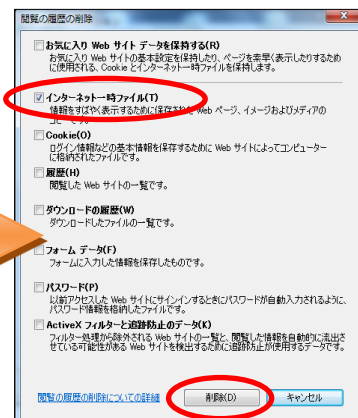 閲覧の履歴の削除
お気に入り Web サイト データを保持する(R)
お気に入り Web サイトの基本設定を保持したり、ページを素早く表示したりするため
に使用される、Cookie とインターネット一時ファイルを保持します。
インターネット一時ファイル(T)
情報をすばやく表示するために保存された Web ページ、イメージおよびメディアの
Cookie(O)
ログイン情報などの基本情報を保存するために Web サイトによってコンピューター
に格納されたファイルです。
履歴(H)
閲覧した Web サイトの一覧です。
ダウンロードの履歴(W)
ダウンロードしたファイルの一覧です。
フォーム データ(F)
フォームに入力した情報を保存したものです。
パスワード(P)
以前アクセスした Web サイトにサインインするときにパスワードが自動入力されるように、
パスワード情報を格納したファイルです。
ActiveX フィルターと追跡防止のデータ(K)
フィルター処理から除外される Web サイトの一覧と、閲覧した情報を自動的に流出さ
せている可能性がある Web サイトを検出するために追跡防止が使用するデータです。
閲覧の履歴の削除についての詳細
削除(D)
キャンセル